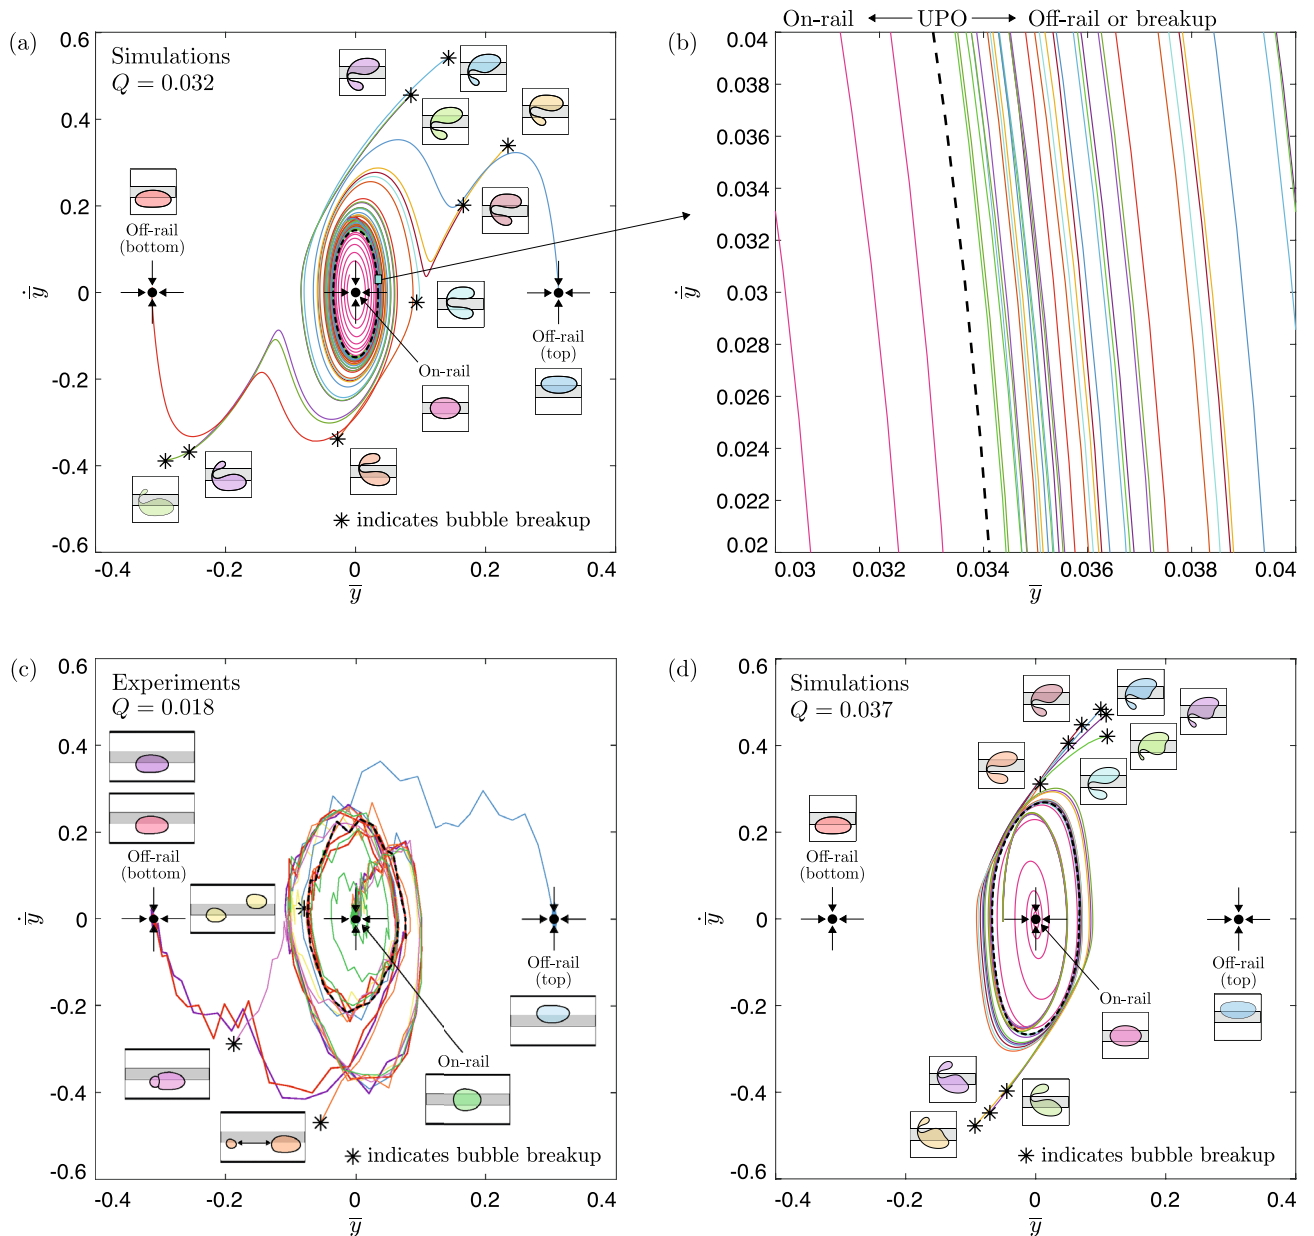 (a)
Simulations
Q = 0.032
0.6
0.4
0.2
0
-0.2
-0.4
-0.6
-0.4
-0.2
0
0.2
0.4
ẏ̅
y̅
Off-rail
(bottom)
Off-rail
(top)
On-rail
✳ indicates bubble breakup
(b)
On-rail ← UPO → Off-rail or breakup
0.04
0.038
0.036
0.034
0.032
0.03
0.028
0.026
0.024
0.022
0.02
0.03
0.032
0.034
0.036
0.038
0.04
ẏ̅
y̅
(c)
Experiments
Q = 0.018
0.6
0.4
0.2
0
-0.2
-0.4
-0.6
-0.4
-0.2
0
0.2
0.4
ẏ̅
y̅
Off-rail
(bottom)
Off-rail
(top)
On-rail
✳ indicates bubble breakup
(d)
Simulations
Q = 0.037
0.6
0.4
0.2
0
-0.2
-0.4
-0.6
-0.4
-0.2
0
0.2
0.4
ẏ̅
y̅
Off-rail
(bottom)
Off-rail
(top)
On-rail
✳ indicates bubble breakup